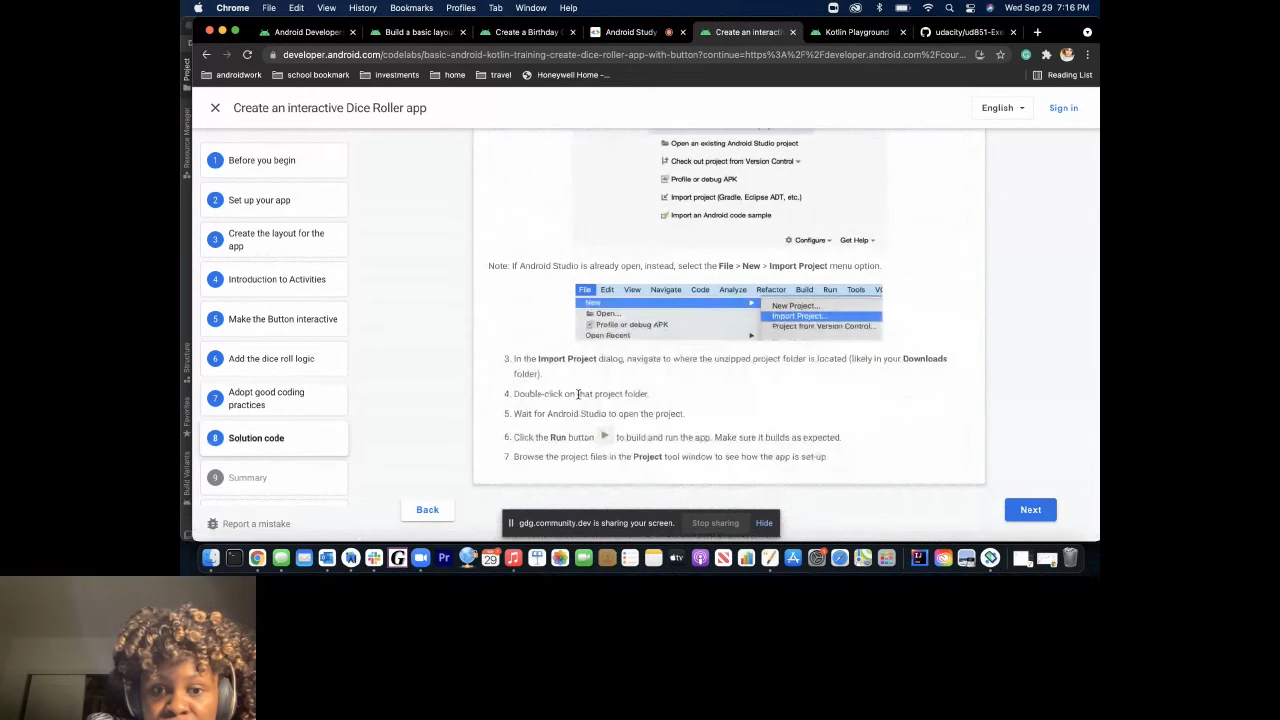 Chrome File Edit View History Bookmarks Profiles Tab Window Help Wed Sep 29 7:16 PM
Android Developers Build a basic layou Create a Birthday Android Study Create an interacti Kotlin Playground udacity/ud851-Exe
developer.android.com/codelabs/basic-android-kotlin-training-create-dice-roller-app-with-button?continue=https%3A%2F%2Fdeveloper.android.com%2Fcour...
androidwork school bookmark investments home travel Honeywell Home -... Reading List
Create an interactive Dice Roller app English Sign in
Project
Resource Manager
Structure
Favorites
Build Variants
1 Before you begin
2 Set up your app
3 Create the layout for the
app
4 Introduction to Activities
5 Make the Button interactive
6 Add the dice roll logic
7 Adopt good coding
practices
8 Solution code
9 Summary
Report a mistake
Open an existing Android Studio project
Check out project from Version Control
Profile or debug APK
Import project (Gradle, Eclipse ADT, etc.)
Import an Android code sample
Configure Get Help
Note: If Android Studio is already open, instead, select the File > New > Import Project menu option.
File Edit View Navigate Code Analyze Refactor Build Run Tools
New New Project...
Open... Import Project...
Profile or debug APK Project from Version Control...
Open Recent
3. In the Import Project dialog, navigate to where the unzipped project folder is located (likely in your Downloads
folder).
4. Double-click on that project folder.
5. Wait for Android Studio to open the project.
6. Click the Run button to build and run the app. Make sure it builds as expected.
7. Browse the project files in the Project tool window to see how the app is set-up.
Back Next
gdg.community.dev is sharing your screen. Stop sharing Hide